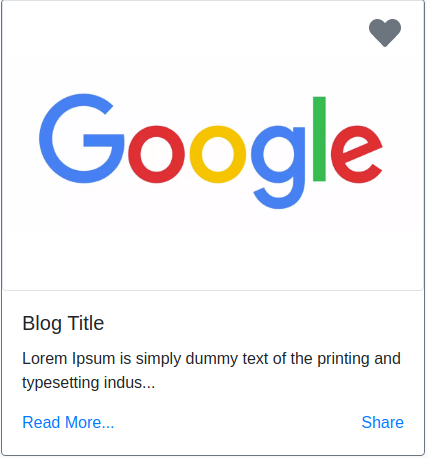 Google
Blog Title
Lorem Ipsum is simply dummy text of the printing and
typesetting indus...
Read More... Share